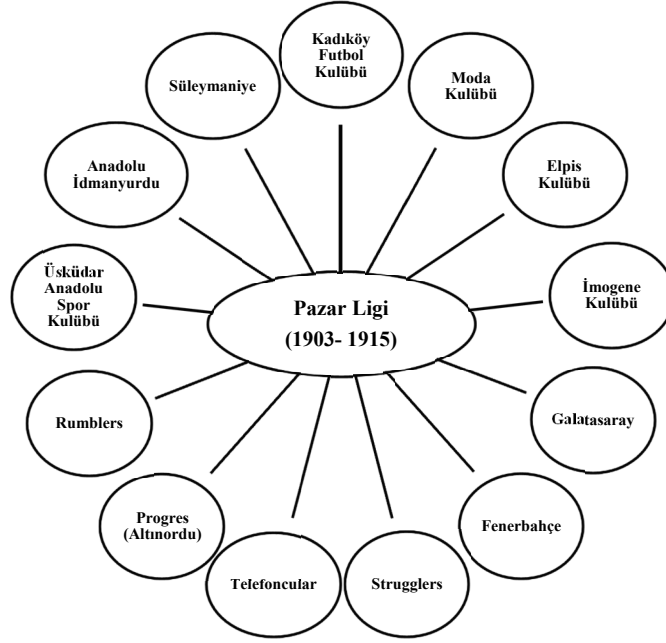 Kadıköy
Futbol
Kulübü
Moda
Kulübü
Elpis
Kulübü
İmogene
Kulübü
Galatasaray
Fenerbahçe
Strugglers
Telefoncular
Progres
(Altınordu)
Rumblers
Üsküdar
Anadolu
Spor
Kulübü
Anadolu
İdmanyurdu
Süleymaniye
Pazar Ligi
(1903- 1915)